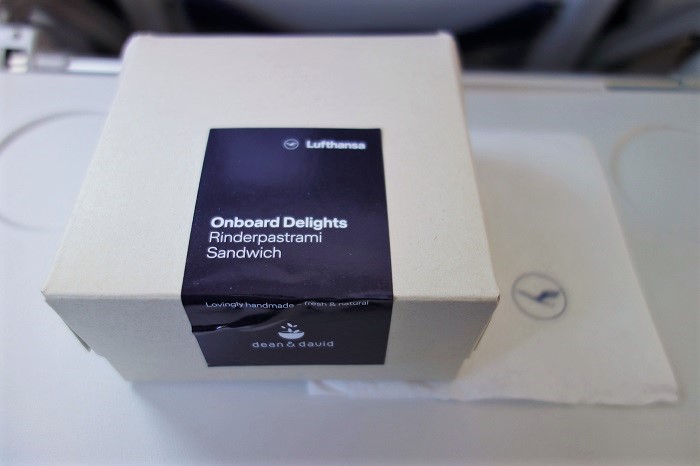 Lufthansa
Onboard Delights
Rinderpastrami
Sandwich
Lovingly handmade – fresh & natural
dean & david